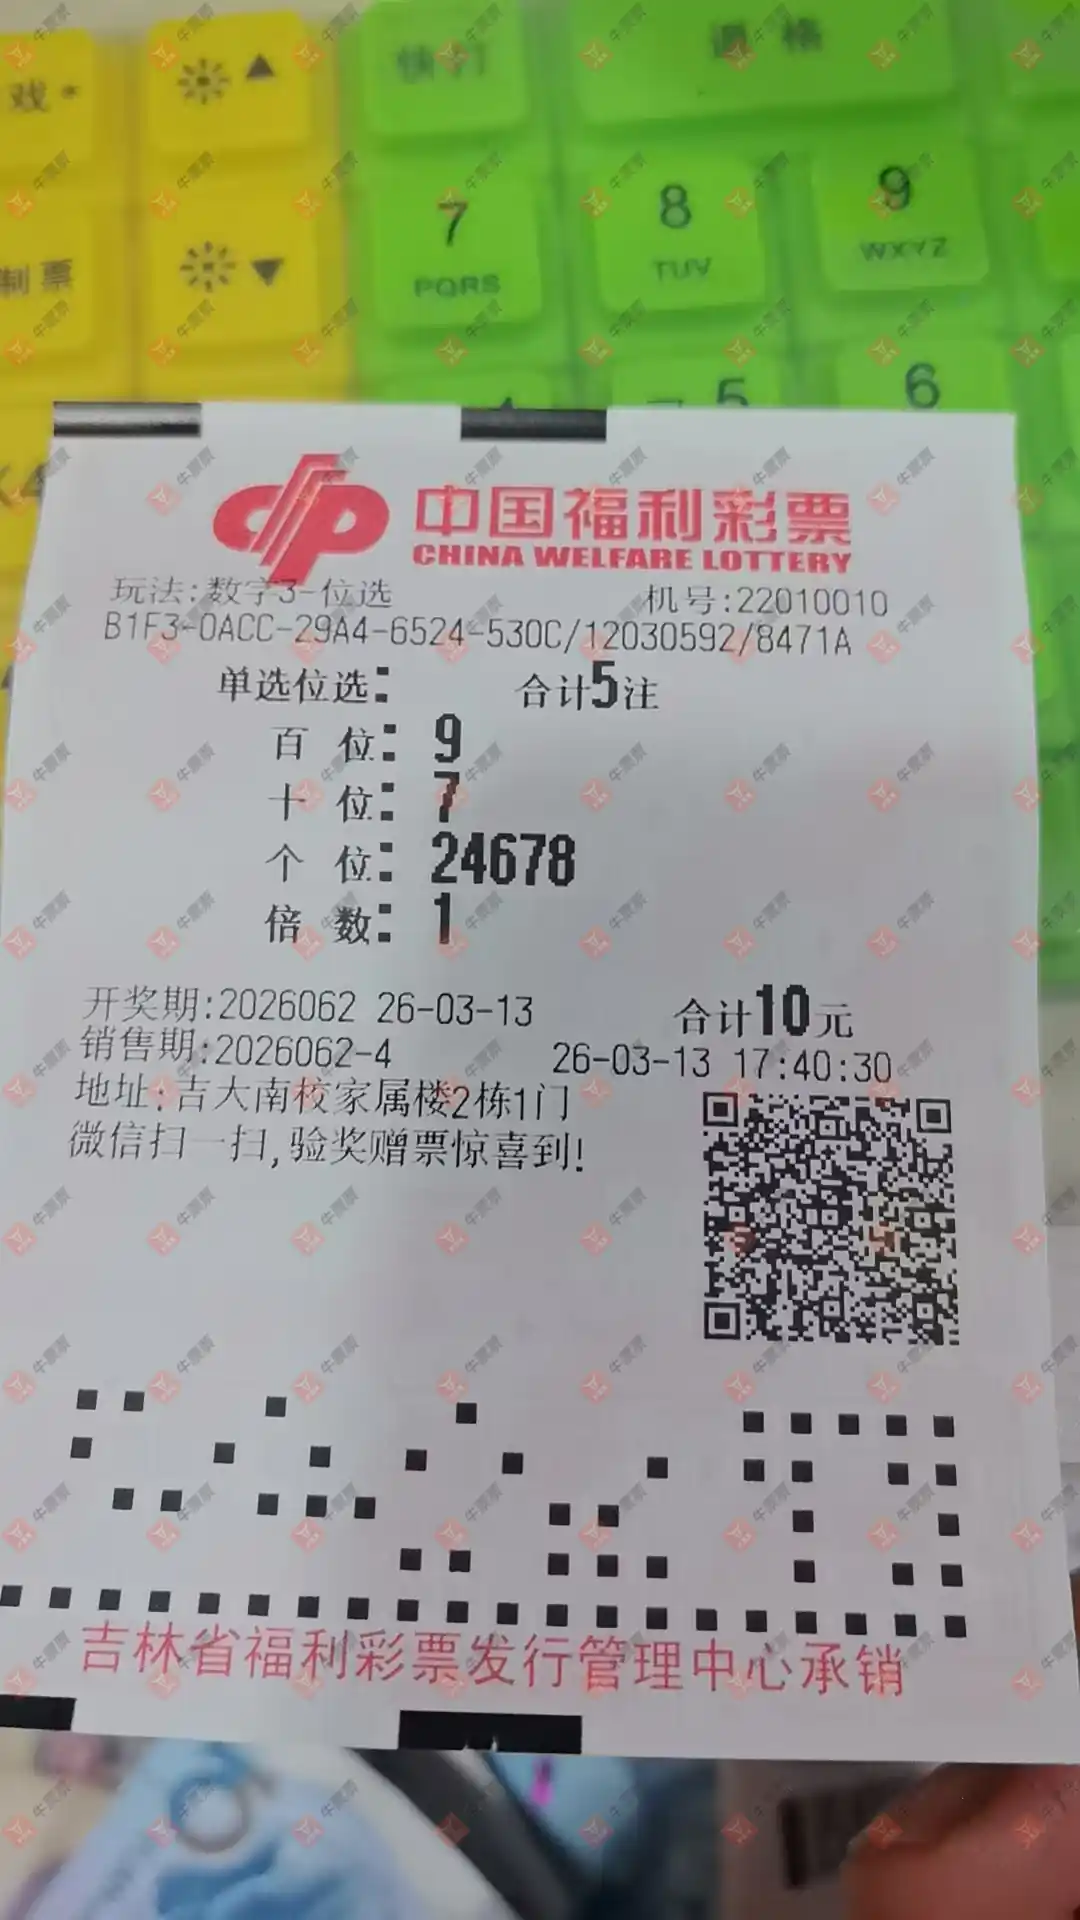 戏·
快打
退 格
制票
7
PQRS
8
TUV
9
WXYZ
5
6
中国福利彩票
CHINA WELFARE LOTTERY
玩法:数字3-位选 机号:22010010
B1F3-0ACC-29A4-6524-530C/12030592/8471A
单选位选: 合计5注
百 位: 9
十 位: 7
个 位: 24678
倍 数: 1
开奖期:2026062 26-03-13 合计10元
销售期:2026062-4 26-03-13 17:40:30
地址:吉大南校家属楼2栋1门
微信扫一扫,验奖赠票惊喜到!
吉林省福利彩票发行管理中心承销